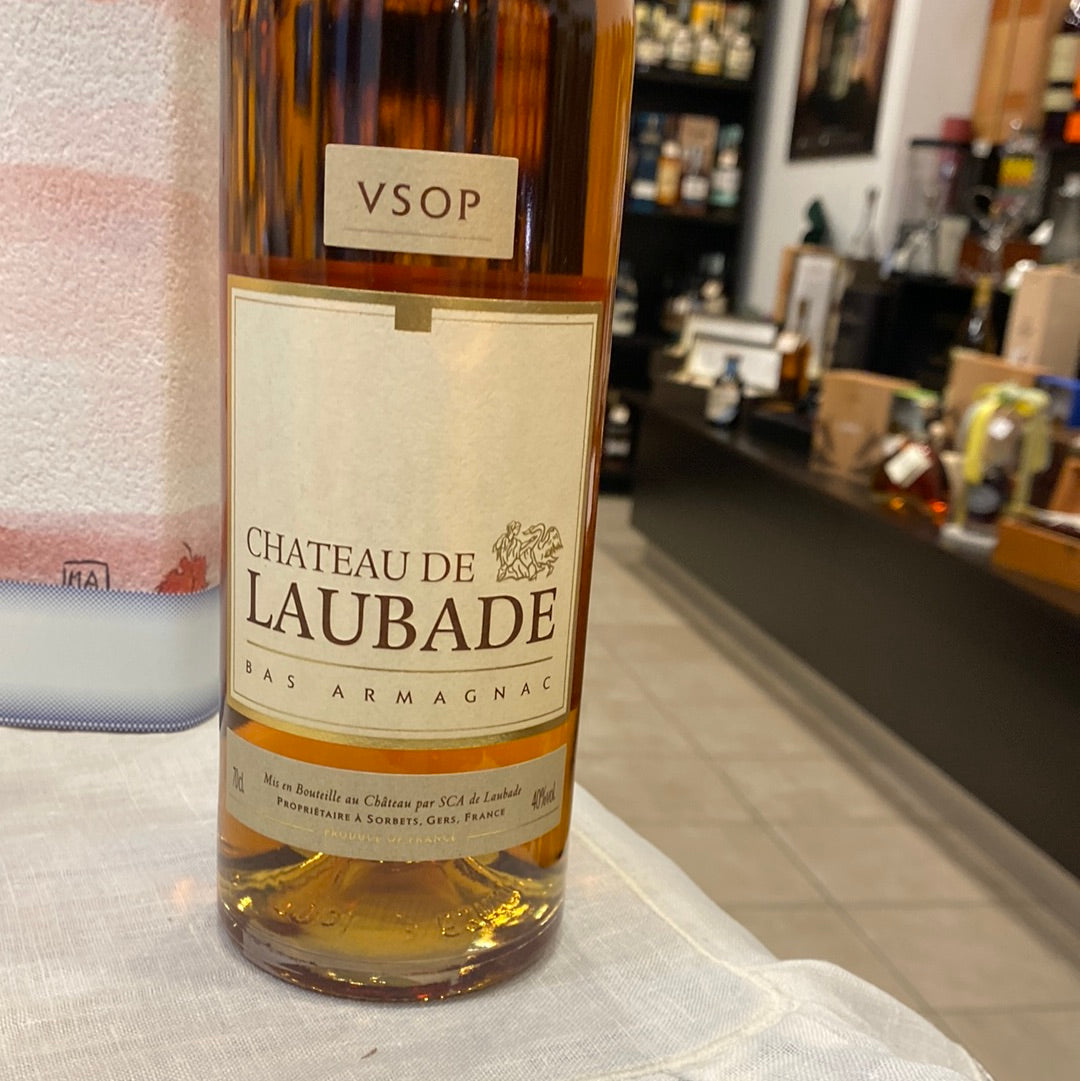 VSOP
CHATEAU DE
LAUBADE
BAS ARMAGNAC
70cl
Mis en Bouteille au Château par SCA de Laubade
40%vol.
PROPRIÉTAIRE À SORBETS, GERS, FRANCE
PRODUCE OF FRANCE
MA